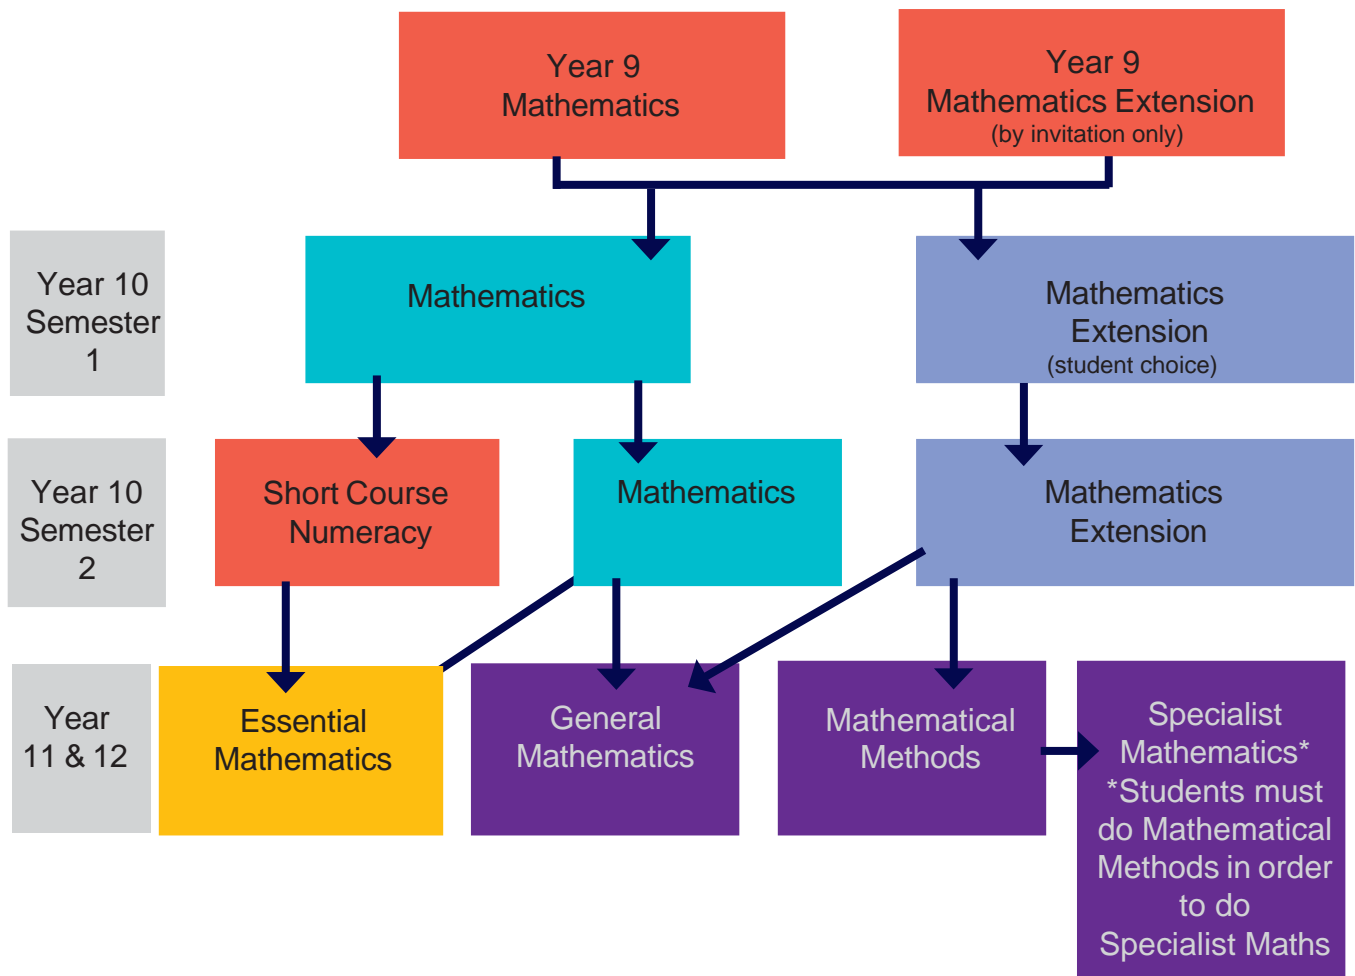 Year 9
Mathematics
Year 9
Mathematics Extension
(by invitation only)
Year 10
Semester
1
Mathematics
Mathematics
Extension
(student choice)
Year 10
Semester
2
Short Course
Numeracy
Mathematics
Mathematics
Extension
Year
11 & 12
Essential
Mathematics
General
Mathematics
Mathematical
Methods
Specialist
Mathematics*
*Students must
do Mathematical
Methods in order
to do
Specialist Maths